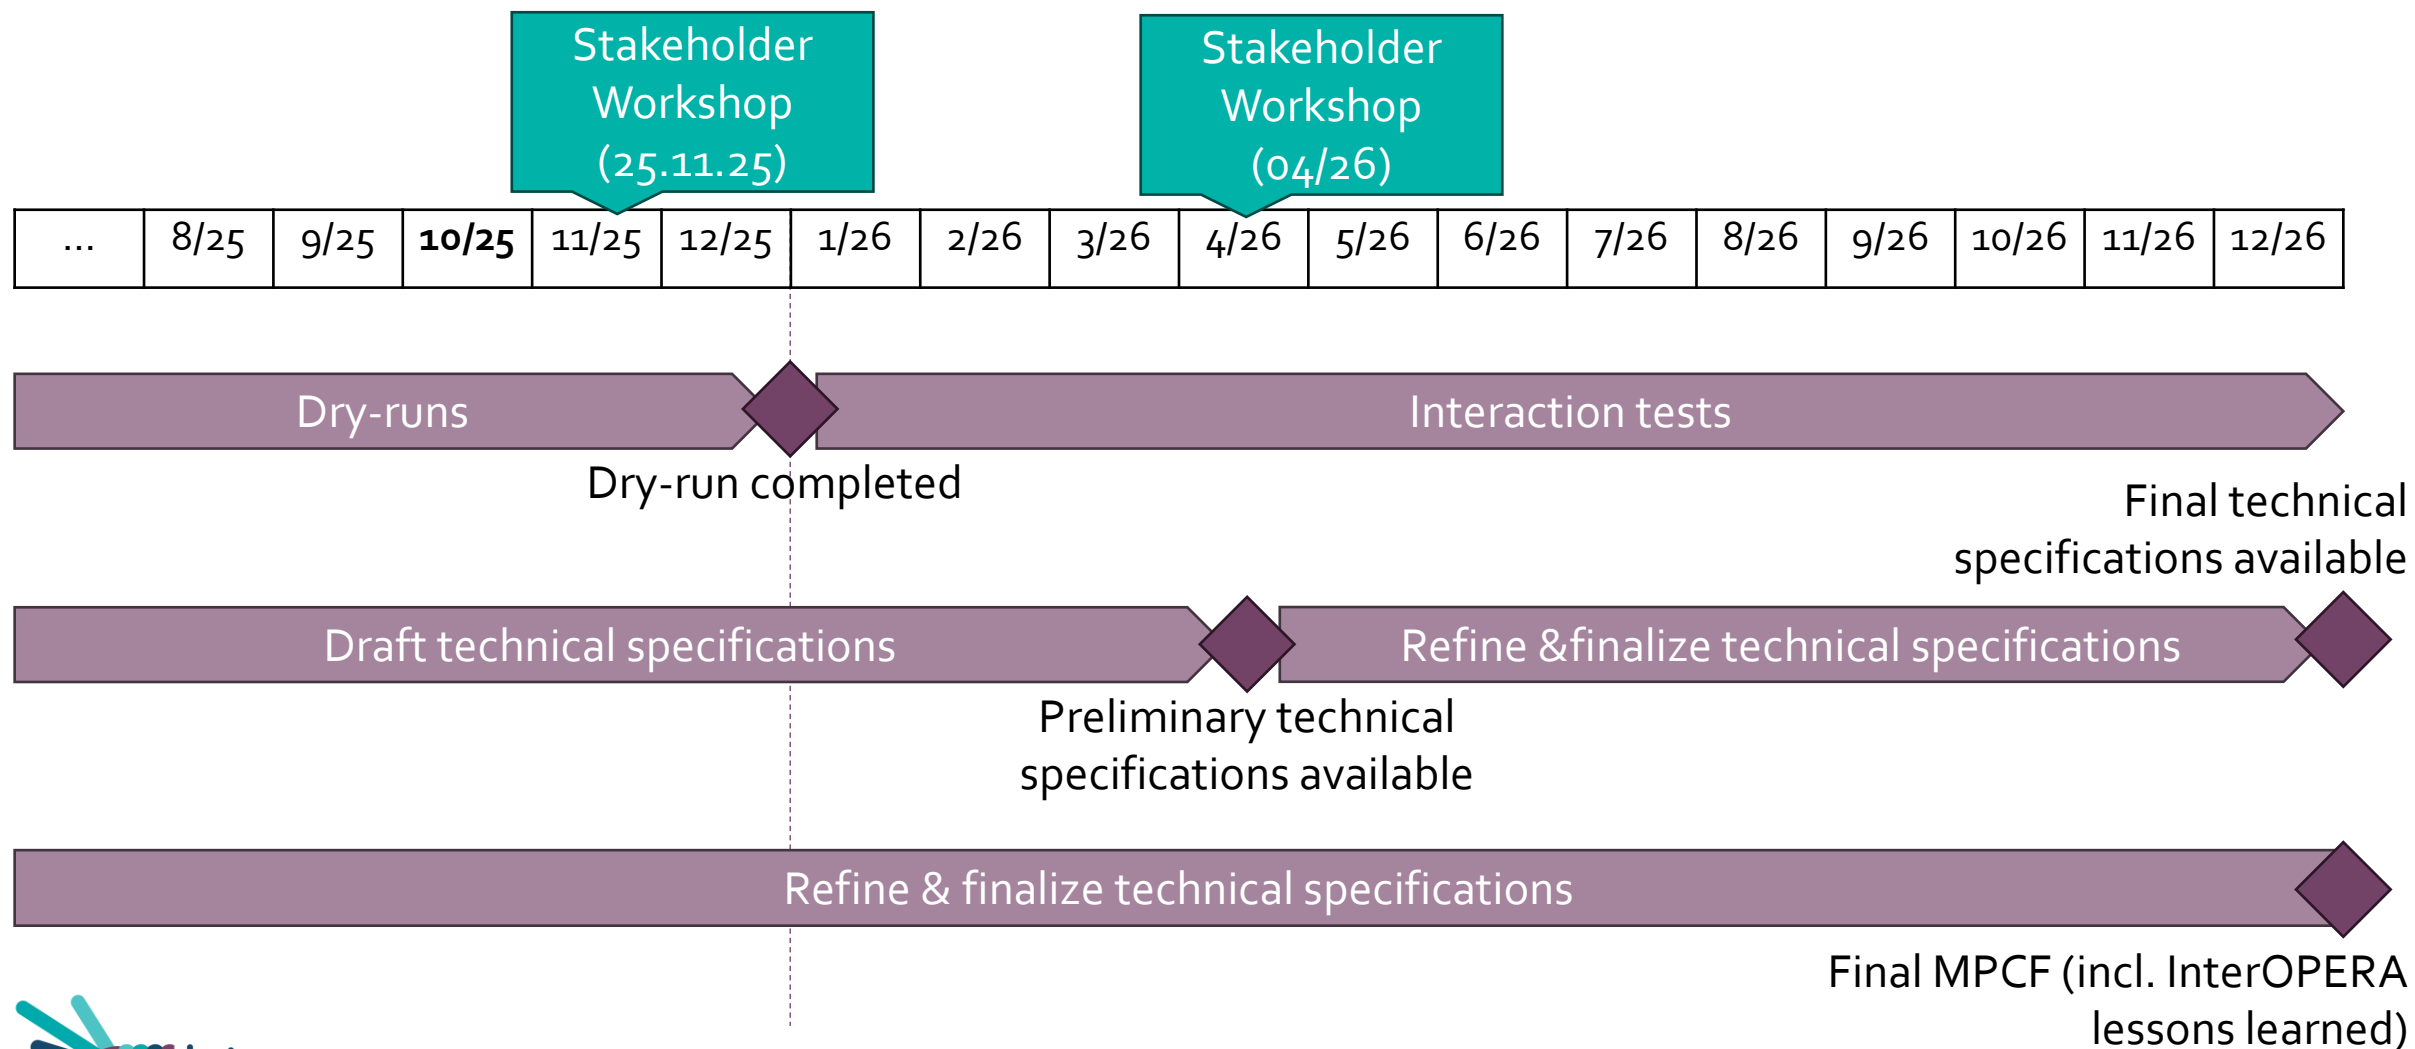 Stakeholder
Workshop
(25.11.25)
Stakeholder
Workshop
(04/26)
... 8/25 9/25 10/25 11/25 12/25 1/26 2/26 3/26 4/26 5/26 6/26 7/26 8/26 9/26 10/26 11/26 12/26
Dry-runs
Interaction tests
Dry-run completed
Final technical
specifications available
Draft technical specifications
Refine &finalize technical specifications
Preliminary technical
specifications available
Refine & finalize technical specifications
Final MPCF (incl. InterOPERA
lessons learned)